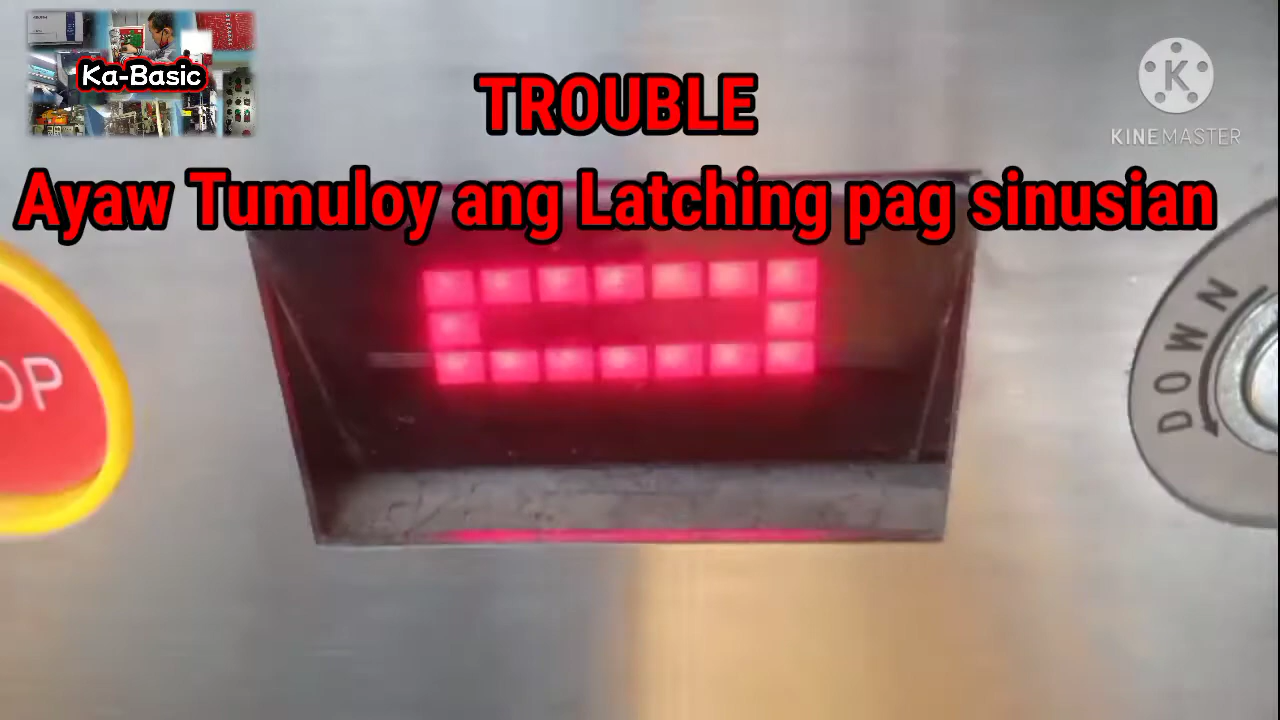 Ka-Basic
TROUBLE
KINEMASTER
Ayaw Tumuloy ang Latching pag sinusian
OP
DOWN